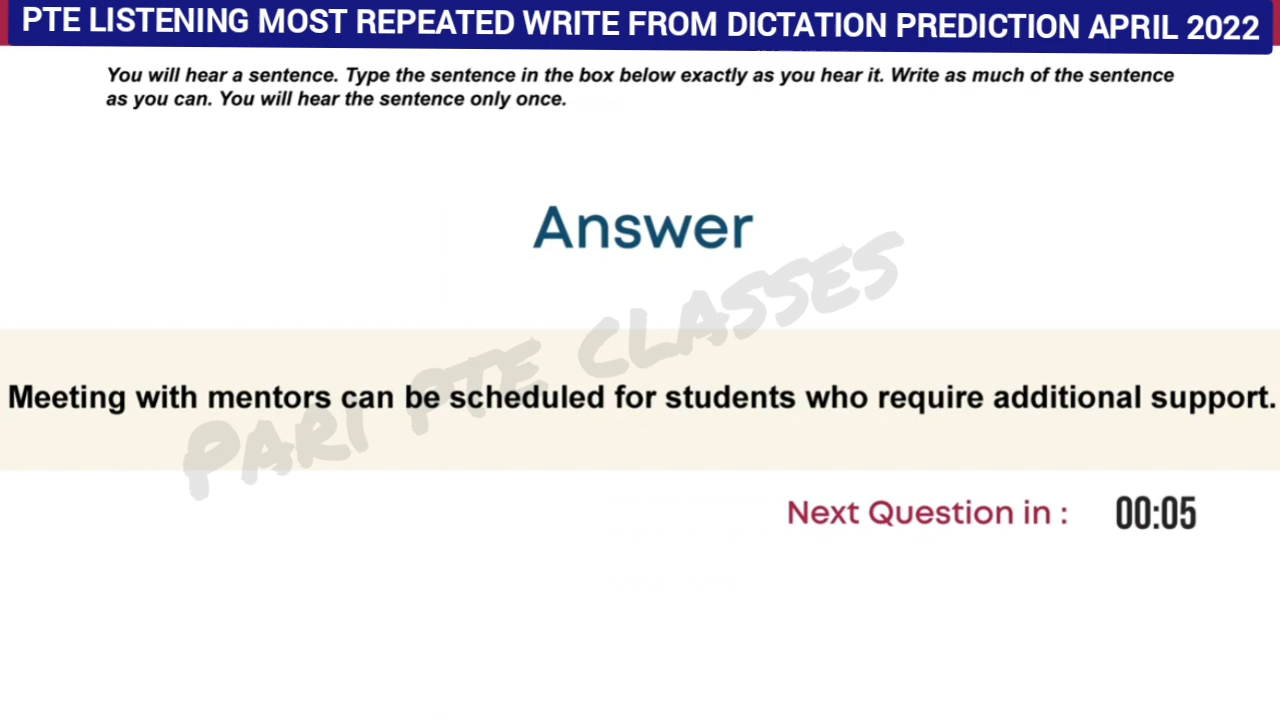 PTE LISTENING MOST REPEATED WRITE FROM DICTATION PREDICTION APRIL 2022
You will hear a sentence. Type the sentence in the box below exactly as you hear it. Write as much of the sentence
as you can. You will hear the sentence only once.
Answer
PARI PTE CLASSES
Meeting with mentors can be scheduled for students who require additional support.
Next Question in : 00:05